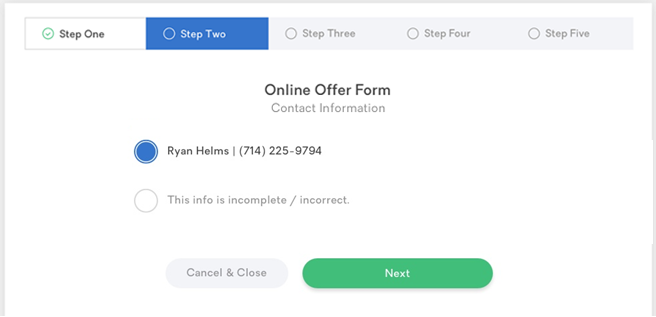 Step One
Step Two
Step Three
Step Four
Step Five
Online Offer Form
Contact Information
Ryan Helms | (714) 225-9794
This info is incomplete / incorrect.
Cancel & Close
Next